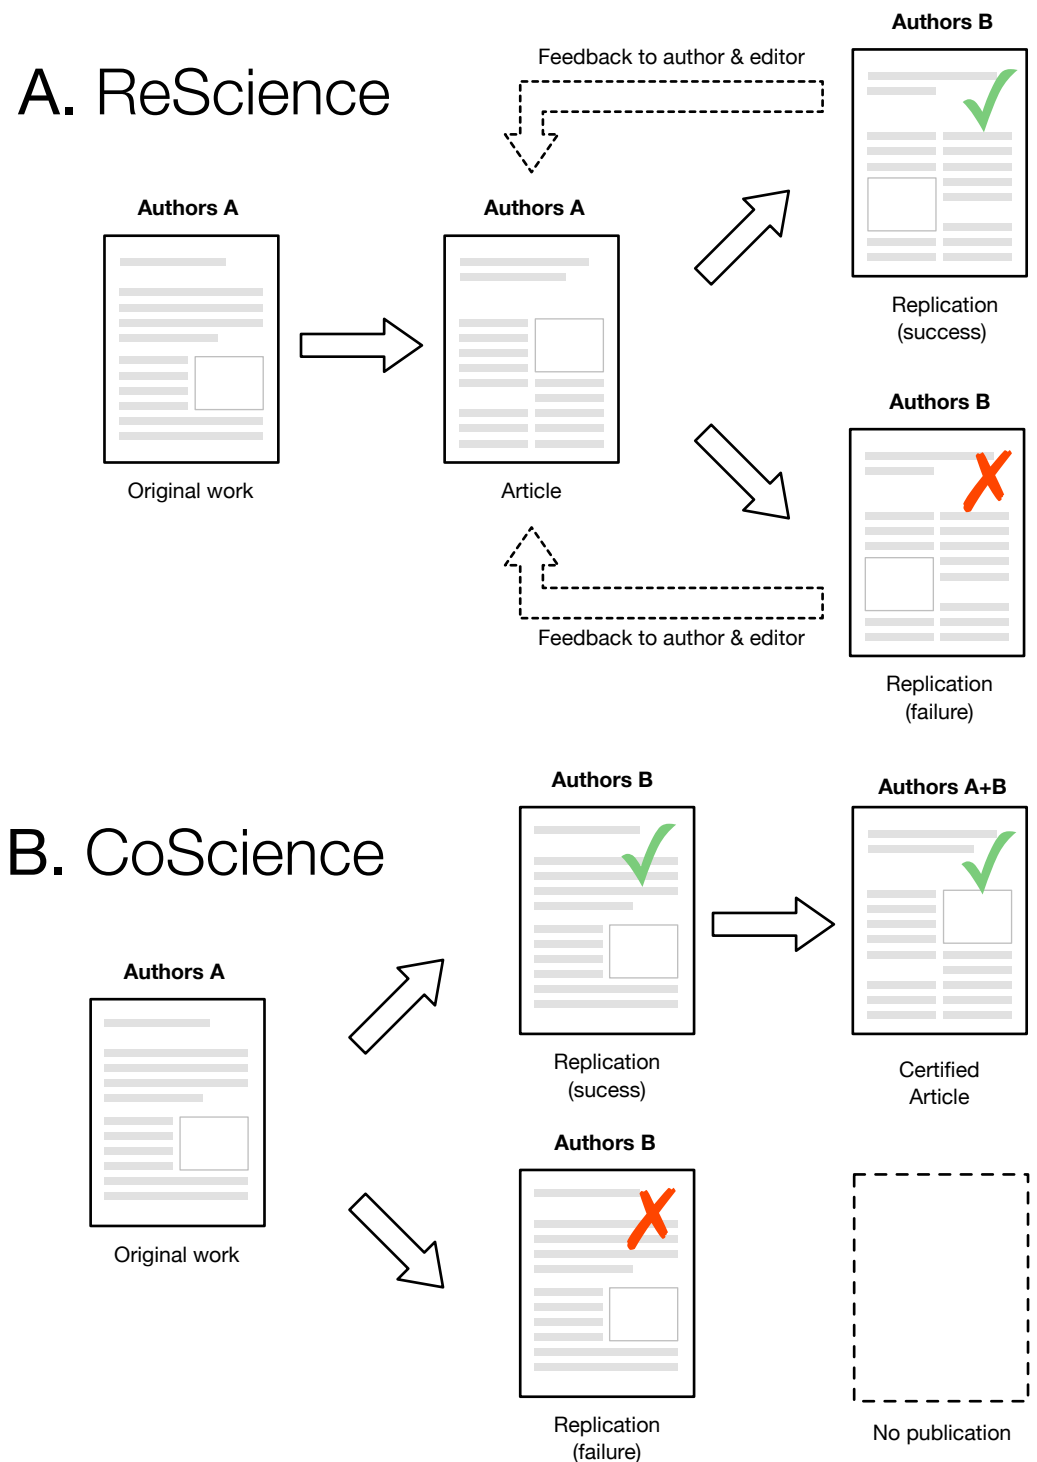 Authors B
Feedback to author & editor
A. ReScience
Authors A
Authors A
Replication
(success)
Authors B
Original work
Article
Feedback to author & editor
Replication
(failure)
Authors B
Authors A+B
B. CoScience
Authors A
Replication
(sucess)
Certified
Article
Authors B
Original work
Replication
(failure)
No publication